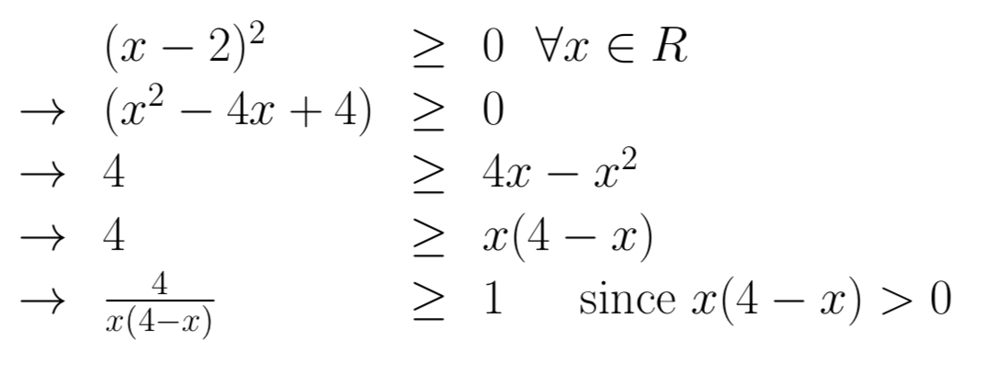 (x − 2)² ≥ 0 ∀x ∈ R
→ (x² − 4x + 4) ≥ 0
→ 4 ≥ 4x − x²
→ 4 ≥ x(4 − x)
→ 4/x(4−x) ≥ 1 since x(4 − x) > 0